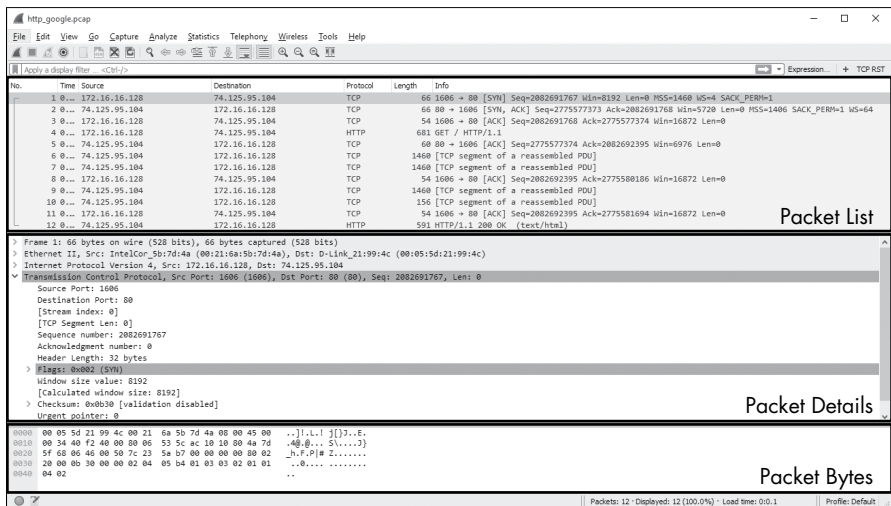 http_google.pcap
File Edit View Go Capture Analyze Statistics Telephony Wireless Tools Help
Apply a display filter ... <Ctrl-/> Expression... + TCP RST
No. Time Source Destination Protocol Length Info
1 0.… 172.16.16.128 74.125.95.104 TCP 66 1606 → 80 [SYN] Seq=2082691767 Win=8192 Len=0 MSS=1460 WS=4 SACK_PERM=1
2 0.… 74.125.95.104 172.16.16.128 TCP 66 80 → 1606 [SYN, ACK] Seq=2775577373 Ack=2082691768 Win=5720 Len=0 MSS=1406 SACK_PERM=1 WS=64
3 0.… 172.16.16.128 74.125.95.104 TCP 54 1606 → 80 [ACK] Seq=2082691768 Ack=2775577374 Win=16872 Len=0
4 0.… 172.16.16.128 74.125.95.104 HTTP 681 GET / HTTP/1.1
5 0.… 74.125.95.104 172.16.16.128 TCP 60 80 → 1606 [ACK] Seq=2775577374 Ack=2082692395 Win=6976 Len=0
6 0.… 74.125.95.104 172.16.16.128 TCP 1460 [TCP segment of a reassembled PDU]
7 0.… 74.125.95.104 172.16.16.128 TCP 1460 [TCP segment of a reassembled PDU]
8 0.… 172.16.16.128 74.125.95.104 TCP 54 1606 → 80 [ACK] Seq=2082692395 Ack=2775580186 Win=16872 Len=0
9 0.… 74.125.95.104 172.16.16.128 TCP 1460 [TCP segment of a reassembled PDU]
10 0.… 74.125.95.104 172.16.16.128 TCP 156 [TCP segment of a reassembled PDU]
11 0.… 172.16.16.128 74.125.95.104 TCP 54 1606 → 80 [ACK] Seq=2082692395 Ack=2775581694 Win=16872 Len=0
12 0.… 74.125.95.104 172.16.16.128 HTTP 591 HTTP/1.1 200 OK (text/html)
Packet List
Frame 1: 66 bytes on wire (528 bits), 66 bytes captured (528 bits)
Ethernet II, Src: IntelCor_5b:7d:4a (00:21:6a:5b:7d:4a), Dst: D-Link_21:99:4c (00:05:5d:21:99:4c)
Internet Protocol Version 4, Src: 172.16.16.128, Dst: 74.125.95.104
Transmission Control Protocol, Src Port: 1606 (1606), Dst Port: 80 (80), Seq: 2082691767, Len: 0
Source Port: 1606
Destination Port: 80
[Stream index: 0]
[TCP Segment Len: 0]
Sequence number: 2082691767
Acknowledgment number: 0
Header Length: 32 bytes
Flags: 0x002 (SYN)
Window size value: 8192
[Calculated window size: 8192]
Checksum: 0x0b30 [validation disabled]
Urgent pointer: 0
Packet Details
0000 00 05 5d 21 99 4c 00 21 6a 5b 7d 4a 08 00 45 00 ..]!.L.! j[}J..E.
0010 00 34 40 f2 40 00 80 06 53 5c ac 10 10 80 4a 7d .4@.@... S\....J}
0020 5f 68 06 46 00 50 7c 23 5a b7 00 00 00 00 80 02 _h.F.P|# Z.......
0030 20 00 0b 30 00 00 02 04 05 b4 01 03 03 02 01 01 ..0.... ........
0040 04 02 ..
Packet Bytes
Packets: 12 · Displayed: 12 (100.0%) · Load time: 0:0.1 Profile: Default